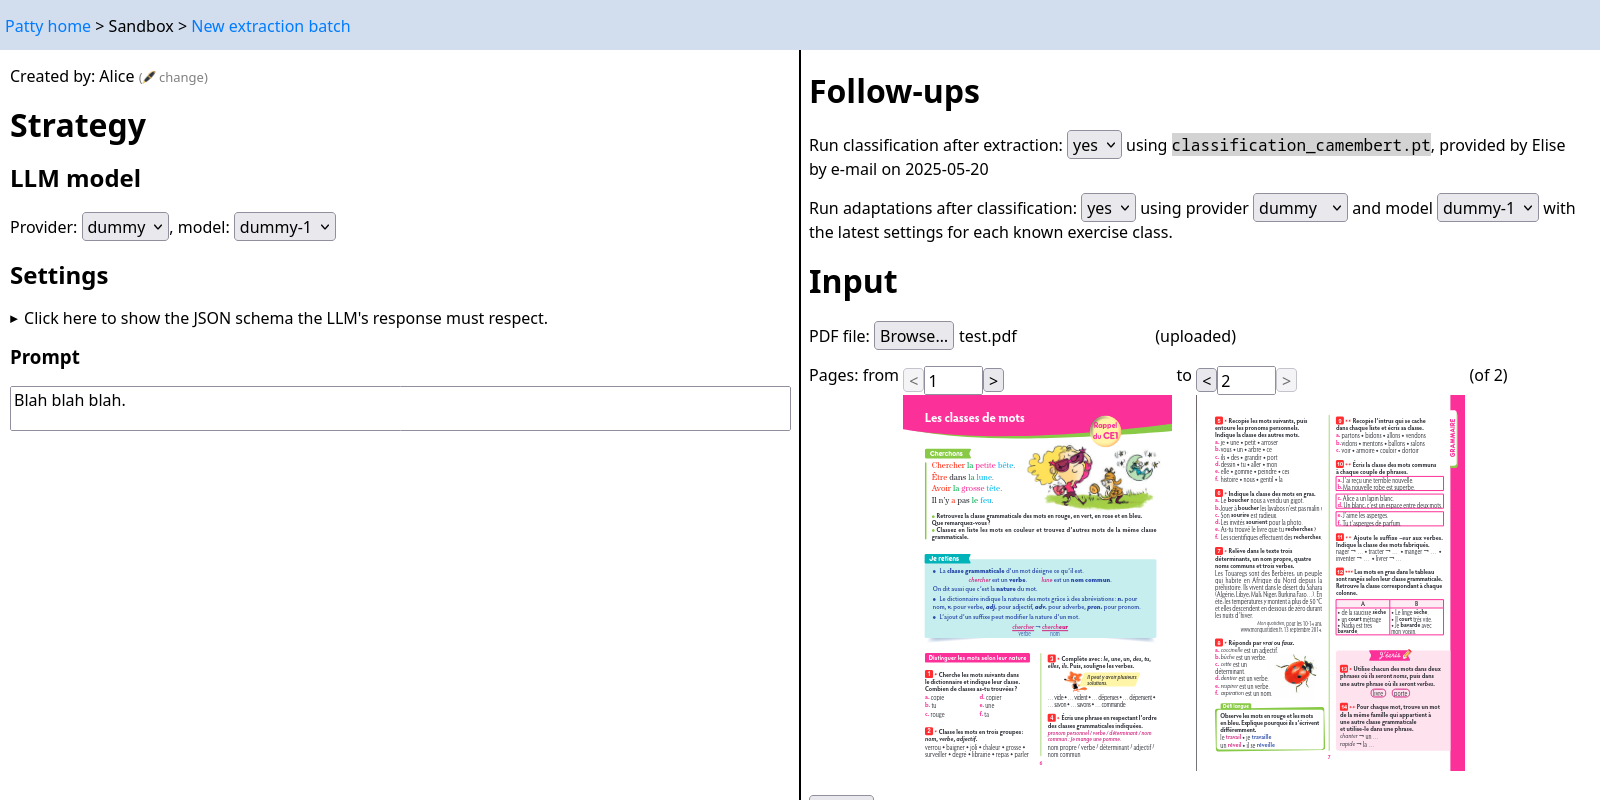 Patty home > Sandbox > New extraction batch
Created by: Alice (🖋 change)
Strategy
LLM model
Provider: dummy, model: dummy-1
Settings
▸ Click here to show the JSON schema the LLM's response must respect.
Prompt
Blah blah blah.
Follow-ups
Run classification after extraction: yes using classification_camembert.pt, provided by Elise
by e-mail on 2025-05-20
Run adaptations after classification: yes using provider dummy and model dummy-1 with
the latest settings for each known exercise class.
Input
PDF file: Browse... test.pdf (uploaded)
Pages: from < 1 > to < 2 > (of 2)
Les classes de mots
Rappel
du CE1
Cherchons
Chercher la petite bête.
Être dans la lune.
Avoir la grosse tête.
Il n'y a pas le feu.
• Retrouvez la classe grammaticale des mots en rouge, en vert, en rose et en bleu.
Que remarquez-vous ?
• Classez en liste les mots en couleur et trouvez d'autres mots de la même classe
grammaticale.
Je retiens
• La classe grammaticale d'un mot désigne ce qu'il est.
chercher est un verbe. lune est un nom commun.
On dit aussi que c'est la nature du mot.
• Le dictionnaire indique la nature des mots grâce à des abréviations : n. pour
nom, v. pour verbe, adj. pour adjectif, adv. pour adverbe, pron. pour pronom.
• L'ajout d'un suffixe peut modifier la nature d'un mot.
chercher → chercheur
verbe nom
Distinguer les mots selon leur nature
1 • Cherche les mots suivants dans
le dictionnaire et indique leur classe.
Combien de classes as-tu trouvées ?
a. copie d. copier
b. tu e. une
c. rouge f. ta
2 • Classe les mots en trois groupes :
nom, verbe, adjectif.
verrou • baigner • joli • chaleur • grosse •
surveiller • degré • librairie • repas • parler
3 • Complète avec : le, une, un, des, tu,
elles, ils. Puis, souligne les verbes.
Il peut y avoir plusieurs
solutions.
… vide • … vident • … dépenses • … dépensent •
… savon • … savons • … commande
4 • Écris une phrase en respectant l'ordre
des classes grammaticales indiquées.
pronom personnel / verbe / déterminant / nom
commun : Je mange une pomme.
nom propre / verbe / déterminant / adjectif /
nom commun
6
5 • Recopie les mots suivants, puis
entoure les pronoms personnels.
Indique la classe des autres mots.
a. je • une • petit • arroser
b. vous • un • arbre • ce
c. ils • des • grandir • port
d. dessin • tu • aller • mon
e. elle • gomme • peindre • ces
f. histoire • nous • gentil • la
6 • Indique la classe des mots en gras.
a. Le boucher nous a vendu un gigot.
b. Jouer à boucher les lavabos n'est pas malin !
c. Son sourire est radieux.
d. Les invités sourient pour la photo.
e. As-tu trouvé le livre que tu recherches ?
f. Les scientifiques effectuent des recherches.
7 • Relève dans le texte trois
déterminants, un nom propre, quatre
noms communs et trois verbes.
Les Touaregs sont des Berbères, un peuple
qui habite en Afrique du Nord depuis la
préhistoire. Ils vivent dans le désert du Sahara
(Algérie, Libye, Mali, Niger, Burkina Faso…). En
été, les températures y montent à plus de 50 °C
et elles descendent en dessous de zéro durant
les nuits d'hiver.
Mon quotidien, pour les 10-14 ans,
www.monquotidien.fr, 13 septembre 2014.
8 • Réponds par vrai ou faux.
a. coccinelle est un adjectif.
b. bûche est un verbe.
c. cette est un
déterminant.
d. dentier est un verbe.
e. respirer est un verbe.
f. aspiration est un nom.
Défi langue
Observe les mots en rouge et les mots
en bleu. Explique pourquoi ils s'écrivent
différemment.
le travail • je travaille
un réveil • il se réveille
9 • Recopie l'intrus qui se cache
dans chaque liste et écris sa classe.
a. partons • bidons • allons • vendons
b. vidons • mentons • ballons • salons
c. voir • armoire • couloir • dortoir
10 •• Écris la classe des mots communs
à chaque couple de phrases.
a. J'ai reçu une terrible nouvelle.
b. Ma nouvelle robe est superbe.
c. Alice a un lapin blanc.
d. Un blanc, c'est un espace entre deux mots.
e. J'aime les asperges.
f. Tu t'asperges de parfum.
11 •• Ajoute le suffixe –eur aux verbes.
Indique la classe des mots fabriqués.
nager → … • tracter → … • manger → … •
inventer → … • livrer → …
12 ••• Les mots en gras dans le tableau
sont rangés selon leur classe grammaticale.
Retrouve la classe correspondant à chaque
colonne.
A B
• de la saucisse sèche • Le linge sèche
• un court métrage • Il court très vite.
• Nadia est très • Je bavarde avec
bavarde mon voisin.
J'écris
13 • Utilise chacun des mots dans deux
phrases où ils seront noms, puis dans
une autre phrase où ils seront verbes.
livre porte
14 •• Pour chaque mot, trouve un mot
de la même famille qui appartient à
une autre classe grammaticale
et utilise-le dans une phrase.
chanter → un …
rapide → la …
7
GRAMMAIRE